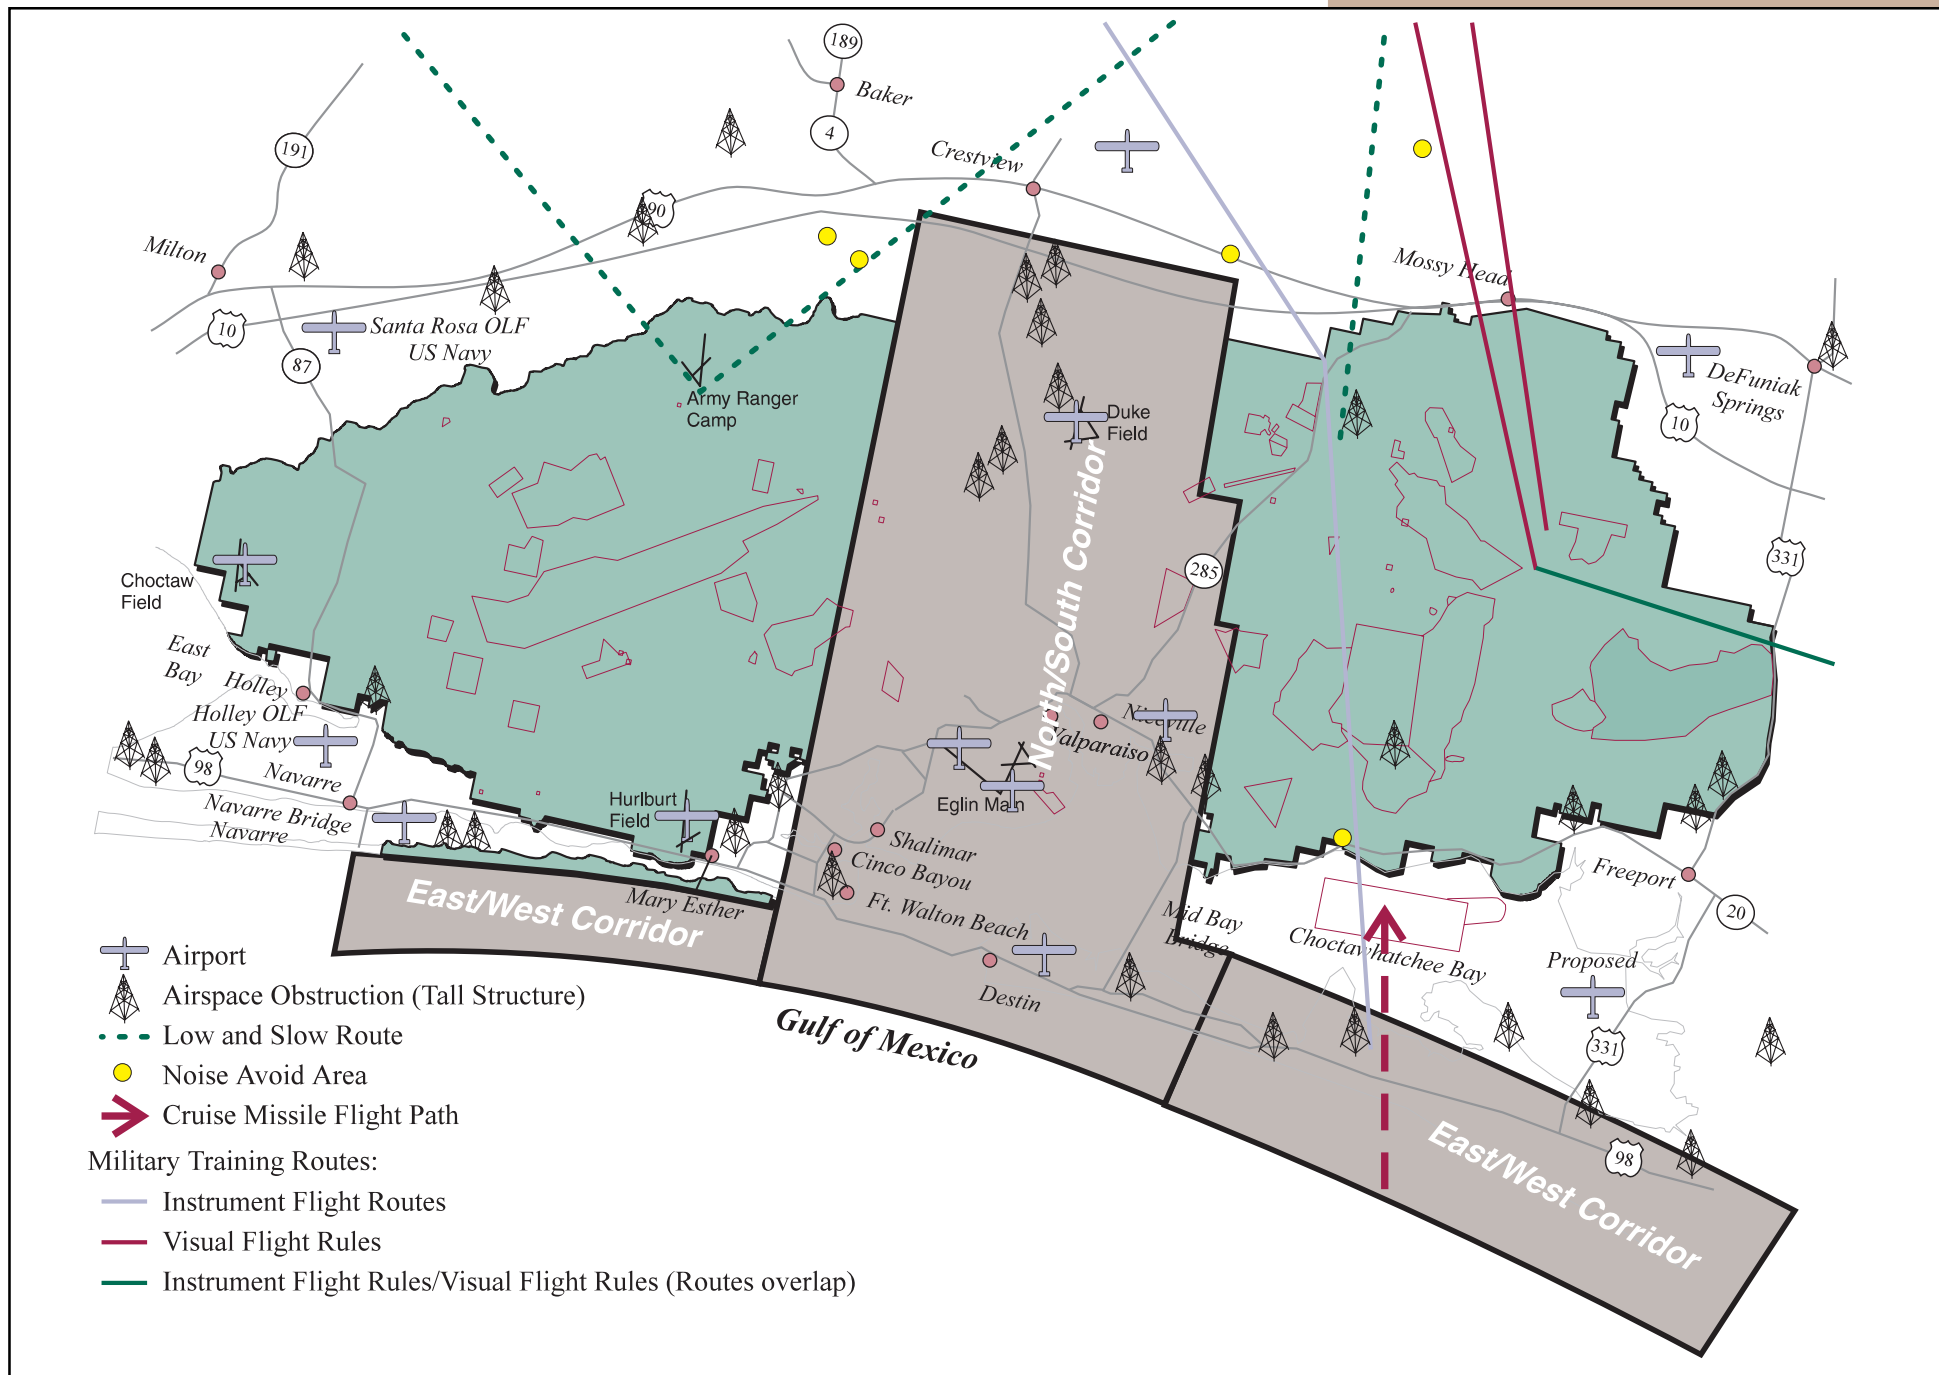 189
Baker
4
191
Crestview
90
Milton
Mossy Head
10
Santa Rosa OLF
US Navy
87
DeFuniak
Springs
Army Ranger
Camp
Duke
Field
10
North/South Corridor
Choctaw
Field
285
331
East
Bay
Holley
Holley OLF
US Navy
Niceville
Valparaiso
98
Navarre
Navarre Bridge
Navarre
Hurlburt
Field
Eglin Main
Shalimar
Cinco Bayou
Freeport
Mary Esther
Ft. Walton Beach
East/West Corridor
Mid Bay
Bridge
20
Choctawhatchee Bay
Proposed
Destin
Gulf of Mexico
331
98
East/West Corridor
Airport
Airspace Obstruction (Tall Structure)
Low and Slow Route
Noise Avoid Area
Cruise Missile Flight Path
Military Training Routes:
Instrument Flight Routes
Visual Flight Rules
Instrument Flight Rules/Visual Flight Rules (Routes overlap)